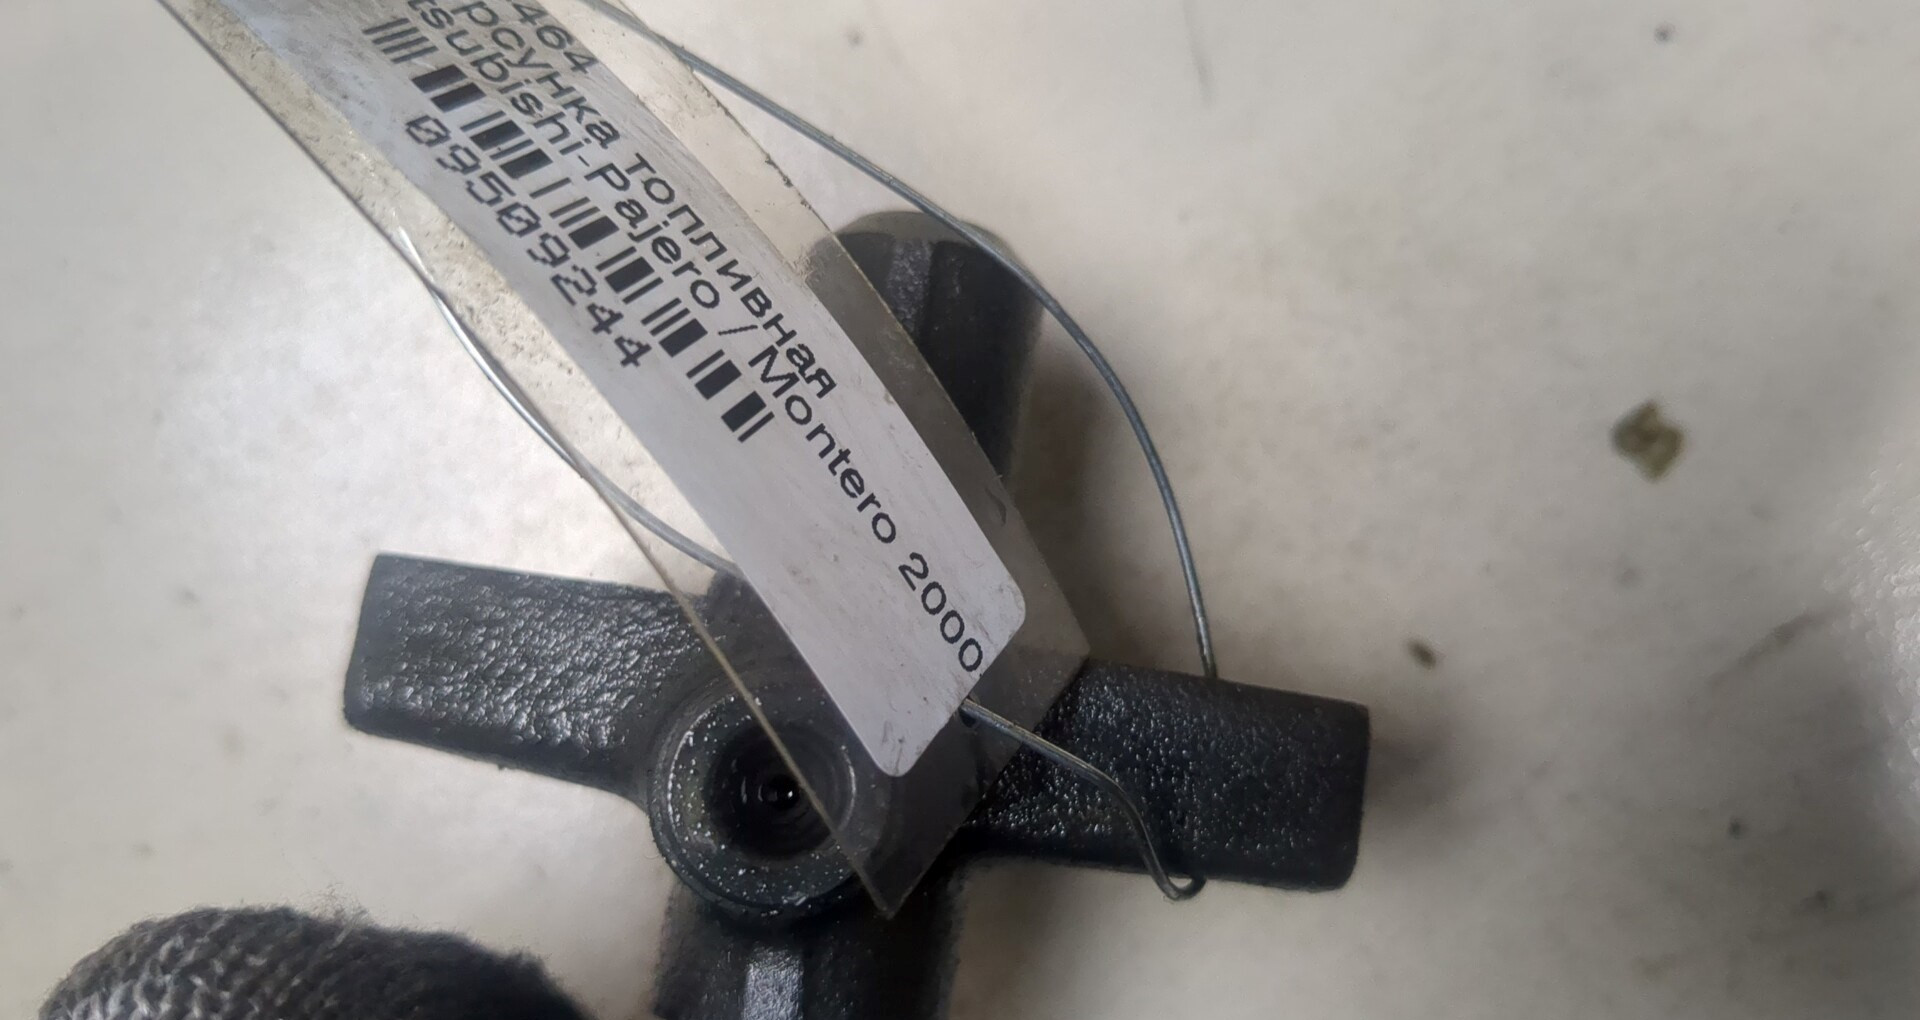 464
рсунка топливная
tsubishi-Pajero / Montero 2000
09509244